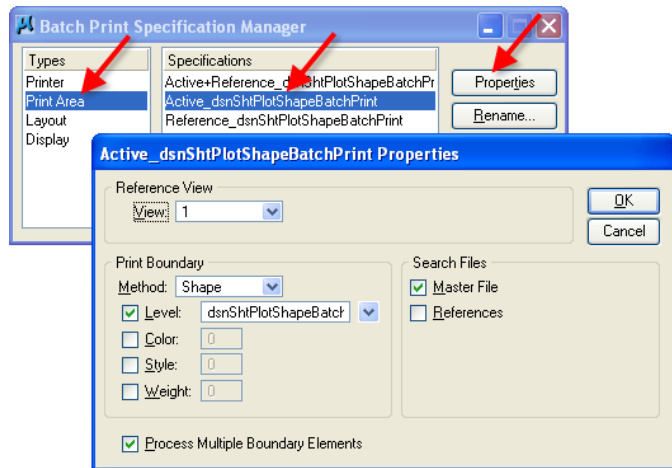 Batch Print Specification Manager
Types
Specifications
Printer
Active+Reference_dsnShtPlotShapeBatchPr
Properties
Print Area
Active_dsnShtPlotShapeBatchPrint
Layout
Reference_dsnShtPlotShapeBatchPrint
Rename...
Display
Active_dsnShtPlotShapeBatchPrint Properties
Reference View
View: 1
OK
Cancel
Print Boundary
Search Files
Method: Shape
Master File
Level: dsnShtPlotShapeBatch
References
Color: 0
Style: 0
Weight: 0
Process Multiple Boundary Elements